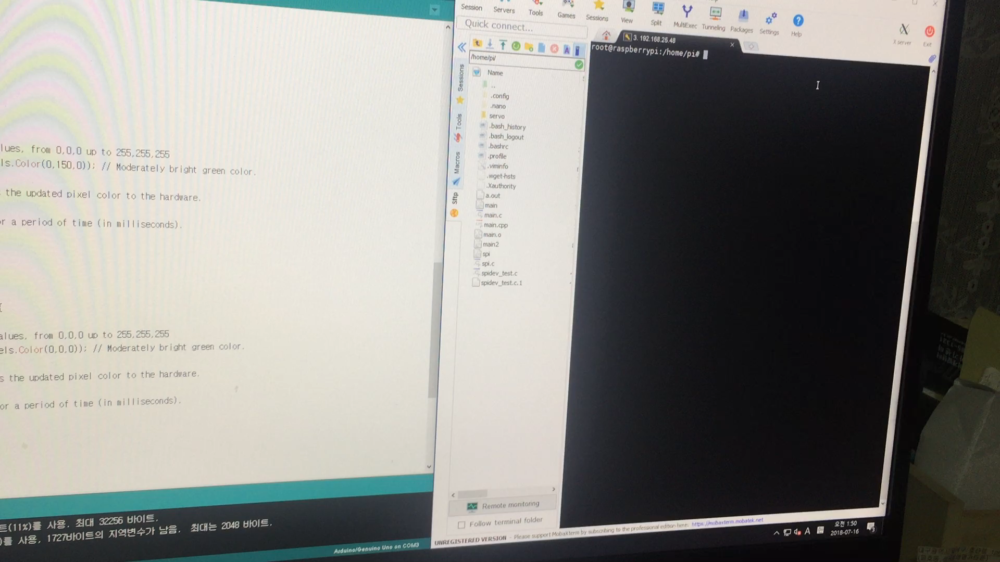 lues, from 0,0,0 up to 255,255,255
ls.Color(0,150,0)); // Moderately bright green color.
the updated pixel color to the hardware.
r a period of time (in milliseconds).
alues, from 0,0,0 up to 255,255,255
els.Color(0,0,0)); // Moderately bright green color.
s the updated pixel color to the hardware.
or a period of time (in milliseconds).
트(11%)를 사용. 최대 32256 바이트.
)를 사용, 1727바이트의 지역변수가 남음. 최대는 2048 바이트.
Arduino/Genuino Uno on COM3
Session Servers Tools Games Sessions View Split MultiExec Tunneling Packages Settings Help
X server Exit
Quick connect...
3. 192.168.25.48
/home/pi/
root@raspberrypi:/home/pi#
Sessions
Tools
Macros
Sftp
Name
..
.config
.nano
servo
.bash_history
.bash_logout
.bashrc
.profile
.viminfo
.wget-hsts
.Xauthority
a.out
main
main.c
main.cpp
main.o
main2
spi
spi.c
spidev_test.c
spidev_test.c.1
Remote monitoring
Follow terminal folder
UNREGISTERED VERSION - Please support MobaXterm by subscribing to the professional edition here: https://mobaxterm.mobatek.net
A
오전 1:50
2018-07-16
3